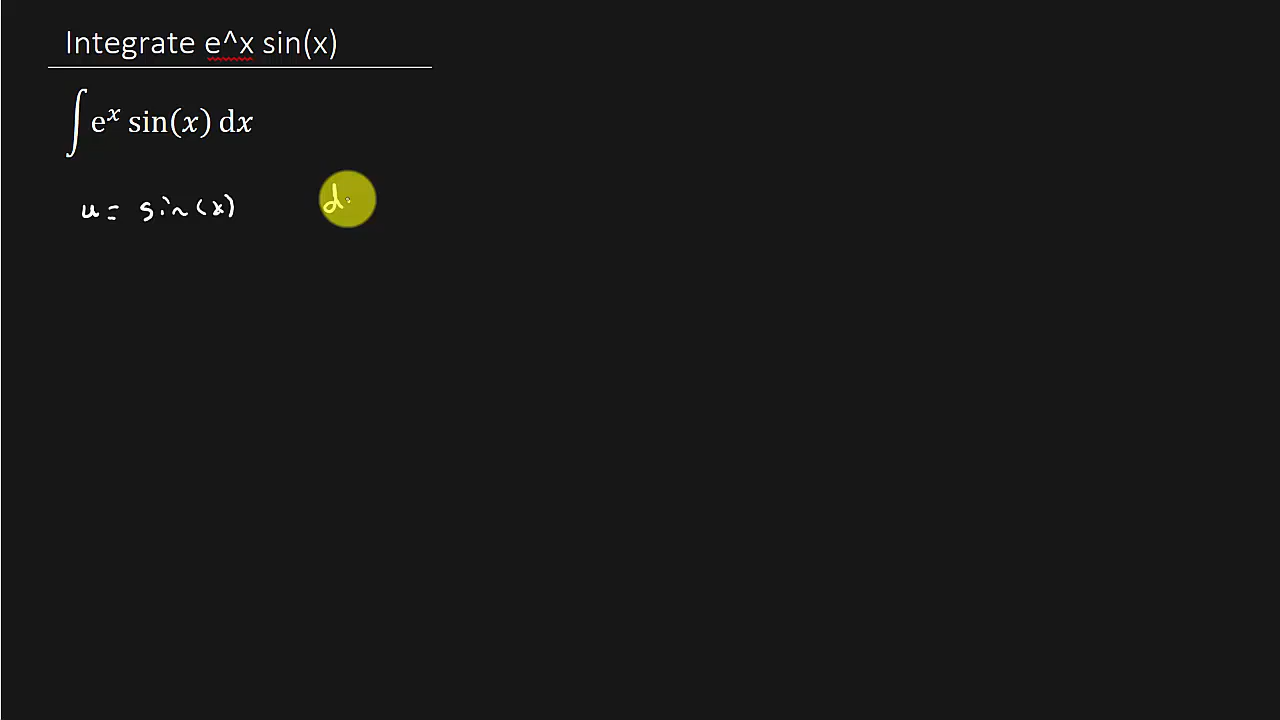 Integrate e^x sin(x)
∫ eˣ sin(x) dx
u = sin(x) d